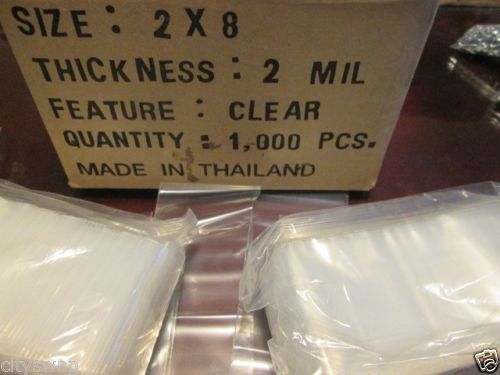 SIZE : 2 X 8
THICKNESS : 2 MIL
FEATURE : CLEAR
QUANTITY : 1,000 PCS.
MADE IN THAILAND